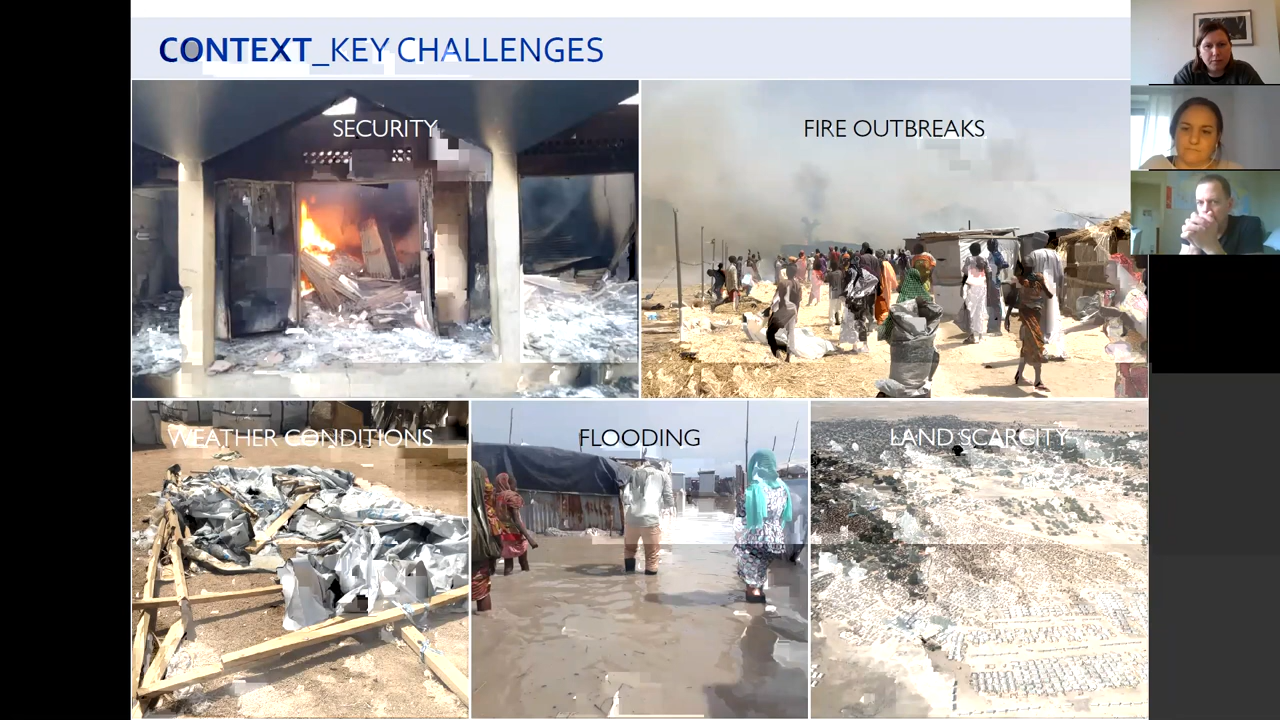 CONTEXT_KEY CHALLENGES
SECURITY
FIRE OUTBREAKS
WEATHER CONDITIONS
FLOODING
LAND SCARCITY